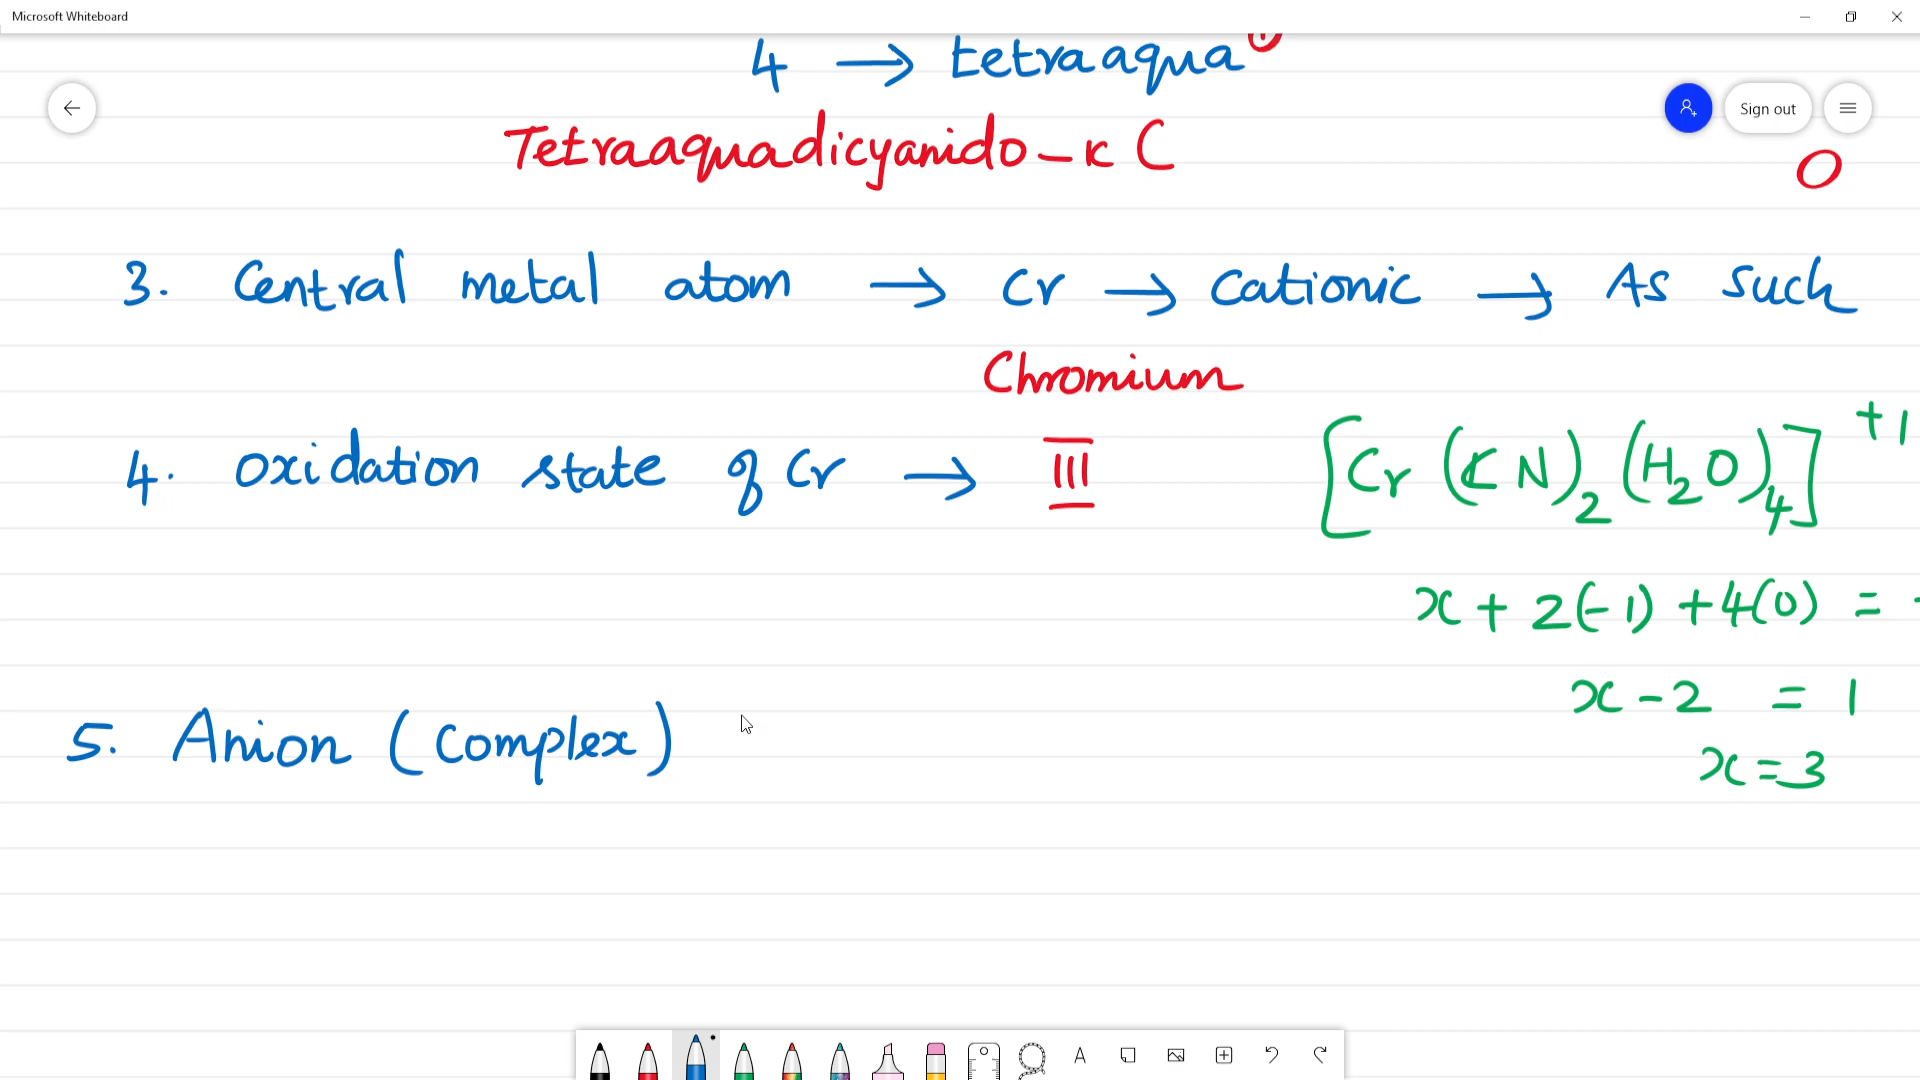 Microsoft Whiteboard
4 → tetraaqua
Sign out
Tetraaquadicyanido-κC
O
3. Central metal atom → Cr → Cationic → As such
Chromium
4. Oxidation state of Cr → III
[Cr(CN)₂(H₂O)₄]⁺¹
x + 2(-1) + 4(0) =
x - 2 = 1
x = 3
5. Anion (complex)
A